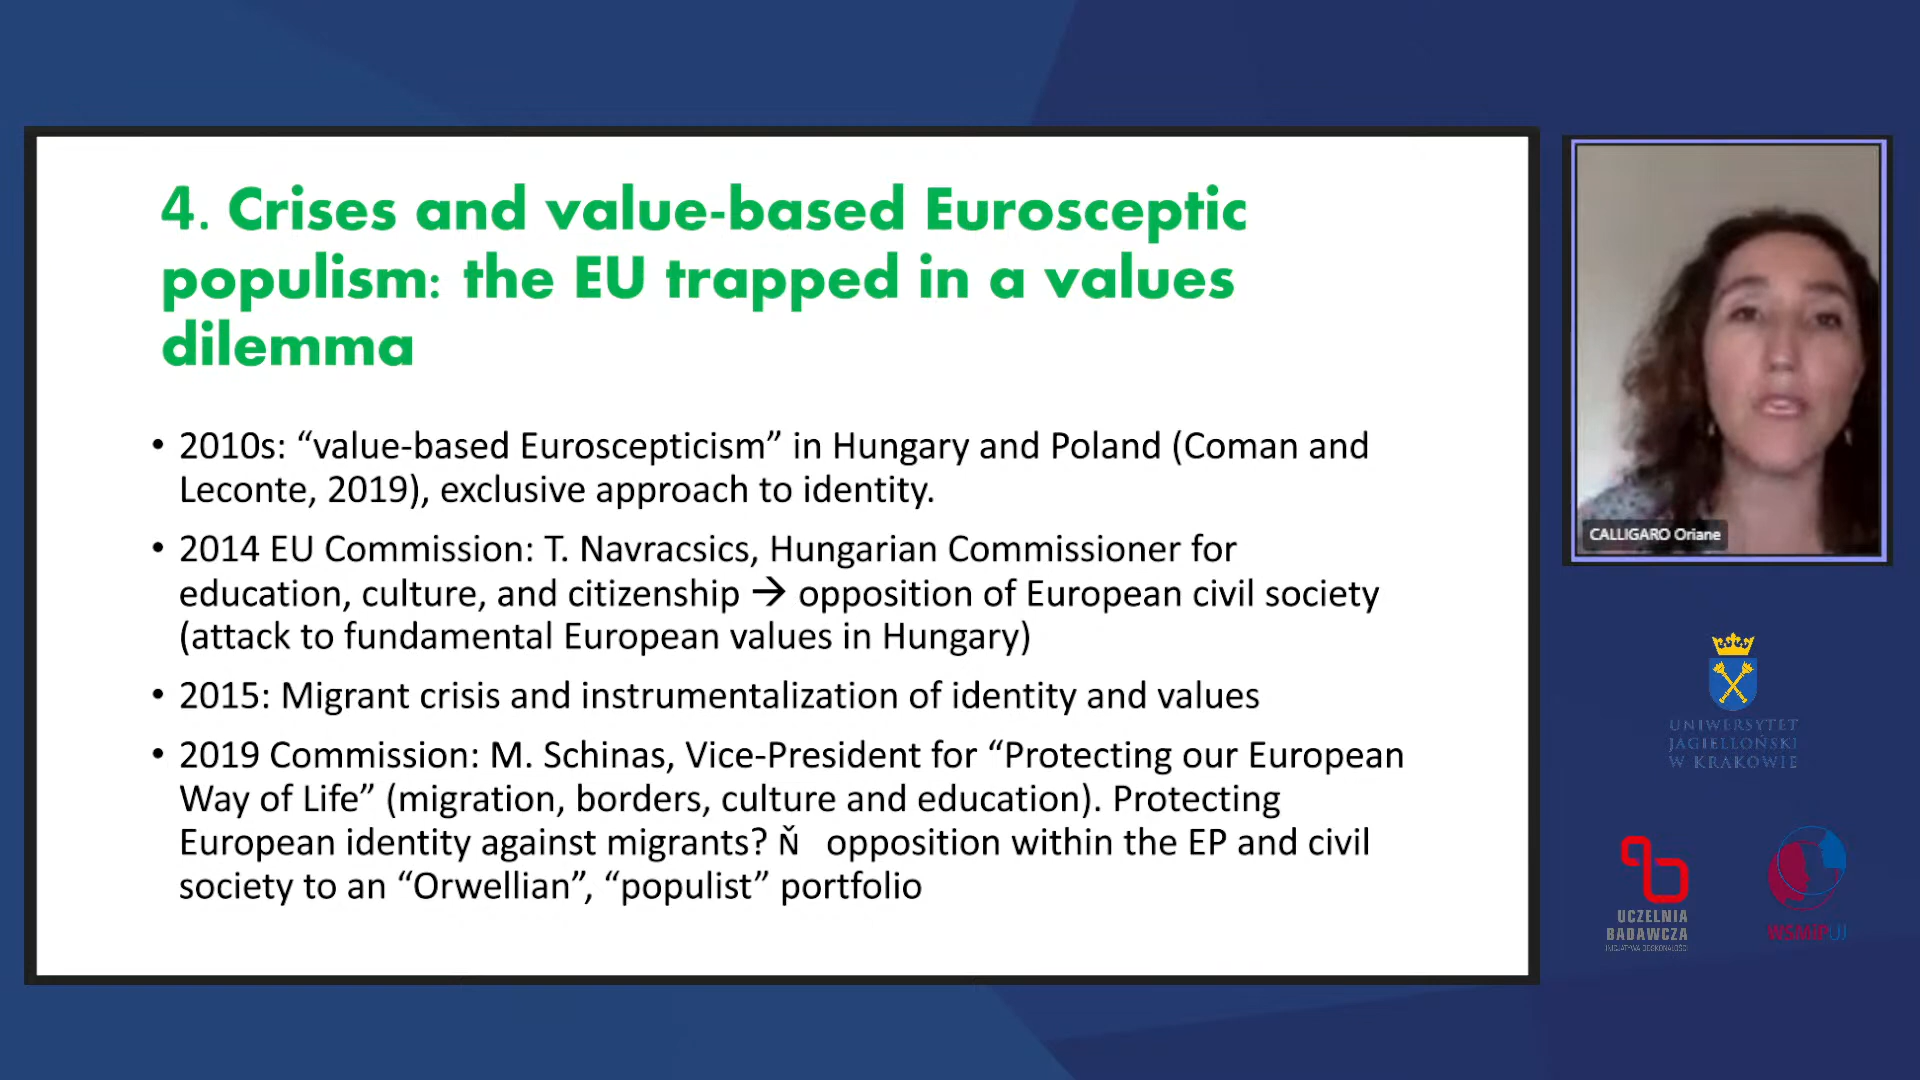 4. Crises and value-based Eurosceptic
populism: the EU trapped in a values
dilemma
• 2010s: “value-based Euroscepticism” in Hungary and Poland (Coman and
Leconte, 2019), exclusive approach to identity.
• 2014 EU Commission: T. Navracsics, Hungarian Commissioner for
education, culture, and citizenship → opposition of European civil society
(attack to fundamental European values in Hungary)
• 2015: Migrant crisis and instrumentalization of identity and values
• 2019 Commission: M. Schinas, Vice-President for “Protecting our European
Way of Life” (migration, borders, culture and education). Protecting
European identity against migrants? Ň opposition within the EP and civil
society to an “Orwellian”, “populist” portfolio
CALLIGARO Oriane
UNIWERSYTET
JAGIELLOŃSKI
W KRAKOWIE
UCZELNIA
BADAWCZA
INICJATYWA DOSKONAŁOŚCI
WSMIPUJ